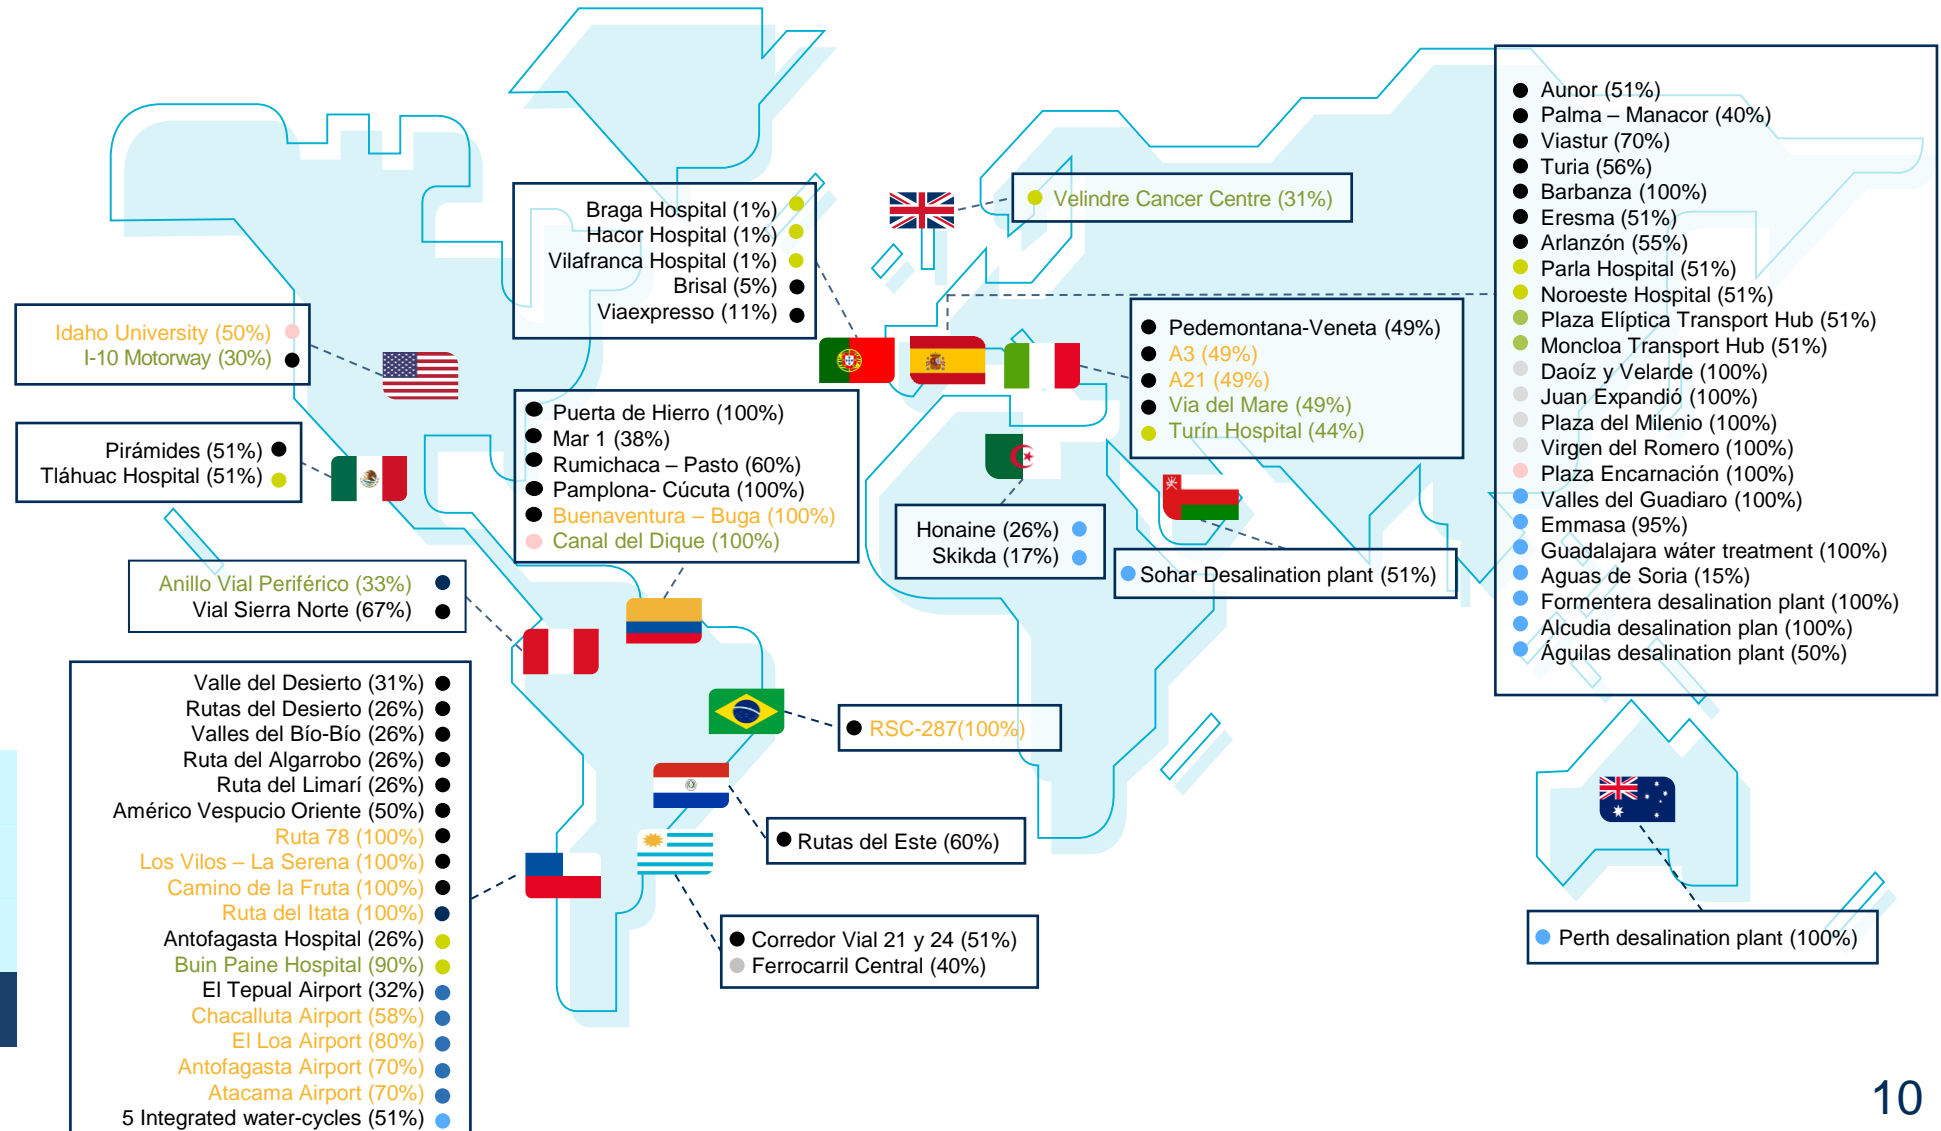 Idaho University (50%)
I-10 Motorway (30%)
Pirámides (51%)
Tláhuac Hospital (51%)
Anillo Vial Periférico (33%)
Vial Sierra Norte (67%)
Valle del Desierto (31%)
Rutas del Desierto (26%)
Valles del Bío-Bío (26%)
Ruta del Algarrobo (26%)
Ruta del Limarí (26%)
Américo Vespucio Oriente (50%)
Ruta 78 (100%)
Los Vilos – La Serena (100%)
Camino de la Fruta (100%)
Ruta del Itata (100%)
Antofagasta Hospital (26%)
Buin Paine Hospital (90%)
El Tepual Airport (32%)
Chacalluta Airport (58%)
El Loa Airport (80%)
Antofagasta Airport (70%)
Atacama Airport (70%)
5 Integrated water-cycles (51%)
Braga Hospital (1%)
Hacor Hospital (1%)
Vilafranca Hospital (1%)
Brisal (5%)
Viaexpresso (11%)
Puerta de Hierro (100%)
Mar 1 (38%)
Rumichaca – Pasto (60%)
Pamplona- Cúcuta (100%)
Buenaventura – Buga (100%)
Canal del Dique (100%)
RSC-287(100%)
Rutas del Este (60%)
Corredor Vial 21 y 24 (51%)
Ferrocarril Central (40%)
Velindre Cancer Centre (31%)
Pedemontana-Veneta (49%)
A3 (49%)
A21 (49%)
Via del Mare (49%)
Turín Hospital (44%)
Honaine (26%)
Skikda (17%)
Sohar Desalination plant (51%)
Aunor (51%)
Palma – Manacor (40%)
Viastur (70%)
Turia (56%)
Barbanza (100%)
Eresma (51%)
Arlanzón (55%)
Parla Hospital (51%)
Noroeste Hospital (51%)
Plaza Elíptica Transport Hub (51%)
Moncloa Transport Hub (51%)
Daoíz y Velarde (100%)
Juan Expandió (100%)
Plaza del Milenio (100%)
Virgen del Romero (100%)
Plaza Encarnación (100%)
Valles del Guadiaro (100%)
Emmasa (95%)
Guadalajara wáter treatment (100%)
Aguas de Soria (15%)
Formentera desalination plant (100%)
Alcudia desalination plan (100%)
Águilas desalination plant (50%)
Perth desalination plant (100%)
10